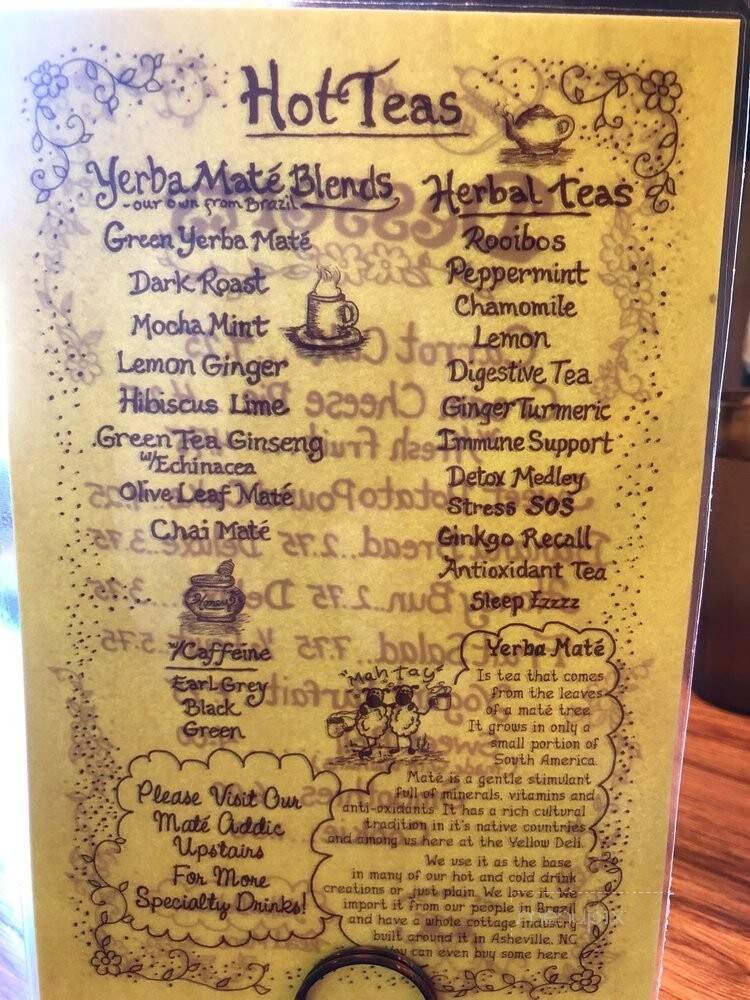 Hot Teas
Yerba Maté Blends
-our own from Brazil-
Green Yerba Maté
Dark Roast
Mocha Mint
Lemon Ginger
Hibiscus Lime
Green Tea Ginseng
w/Echinacea
Olive Leaf Maté
Chai Maté
Honey
w/Caffeine
Earl Grey
Black
Green
Herbal Teas
Rooibos
Peppermint
Chamomile
Lemon
Digestive Tea
Ginger Turmeric
Immune Support
Detox Medley
Stress SOS
Ginkgo Recall
Antioxidant Tea
Sleep Ezzzz
"Mah Tay"
Yerba Maté
Is tea that comes
from the leaves
of a maté tree
It grows in only a
small portion of
South America.
Maté is a gentle stimulant
full of minerals, vitamins and
anti-oxidants. It has a rich cultural
tradition in it's native countries
and among us here at the Yellow Deli.
We use it as the base
in many of our hot and cold drink
creations or just plain. We love it. We
import it from our people in Brazil
and have a whole cottage industry
built around it in Asheville, NC
You can even buy some here
Please Visit Our
Maté Addic
Upstairs
For More
Specialty Drinks!